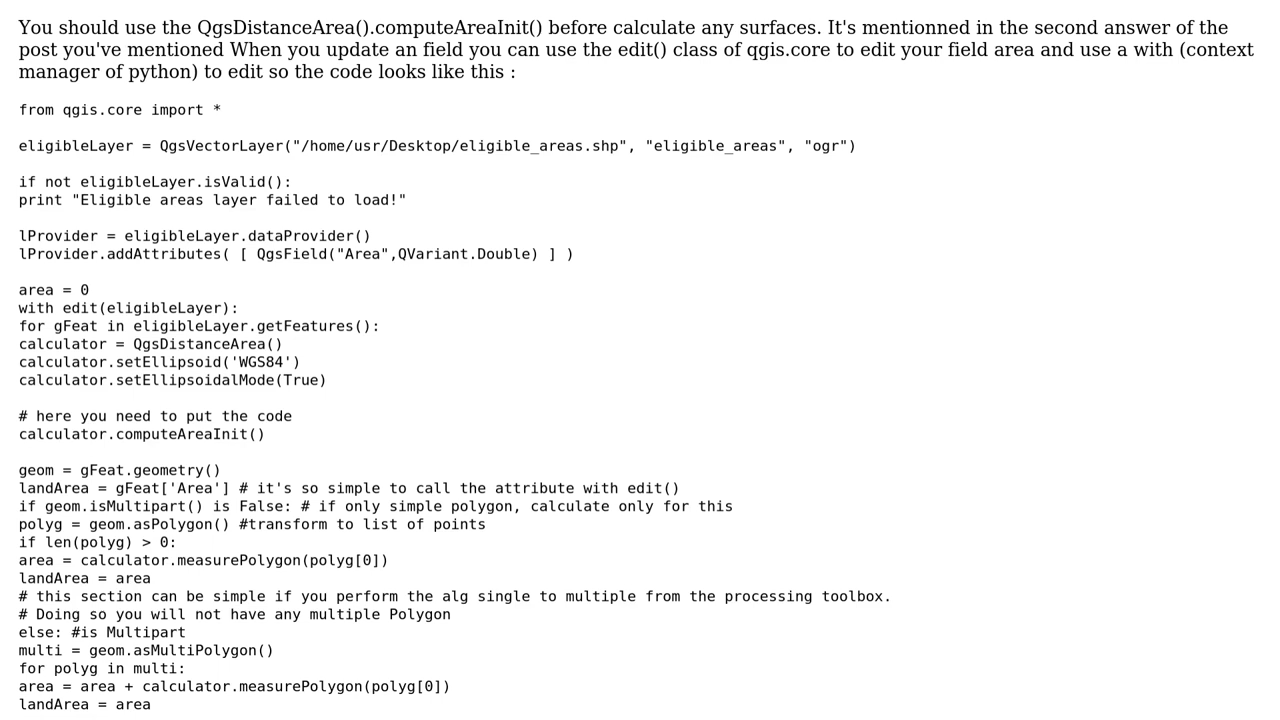 You should use the QgsDistanceArea().computeAreaInit() before calculate any surfaces. It's mentionned in the second answer of the
post you've mentioned When you update an field you can use the edit() class of qgis.core to edit your field area and use a with (context
manager of python) to edit so the code looks like this :
from qgis.core import *
eligibleLayer = QgsVectorLayer("/home/usr/Desktop/eligible_areas.shp", "eligible_areas", "ogr")
if not eligibleLayer.isValid():
print "Eligible areas layer failed to load!"
lProvider = eligibleLayer.dataProvider()
lProvider.addAttributes( [ QgsField("Area",QVariant.Double) ] )
area = 0
with edit(eligibleLayer):
for gFeat in eligibleLayer.getFeatures():
calculator = QgsDistanceArea()
calculator.setEllipsoid('WGS84')
calculator.setEllipsoidalMode(True)
# here you need to put the code
calculator.computeAreaInit()
geom = gFeat.geometry()
landArea = gFeat['Area'] # it's so simple to call the attribute with edit()
if geom.isMultipart() is False: # if only simple polygon, calculate only for this
polyg = geom.asPolygon() #transform to list of points
if len(polyg) > 0:
area = calculator.measurePolygon(polyg[0])
landArea = area
# this section can be simple if you perform the alg single to multiple from the processing toolbox.
# Doing so you will not have any multiple Polygon
else: #is Multipart
multi = geom.asMultiPolygon()
for polyg in multi:
area = area + calculator.measurePolygon(polyg[0])
landArea = area